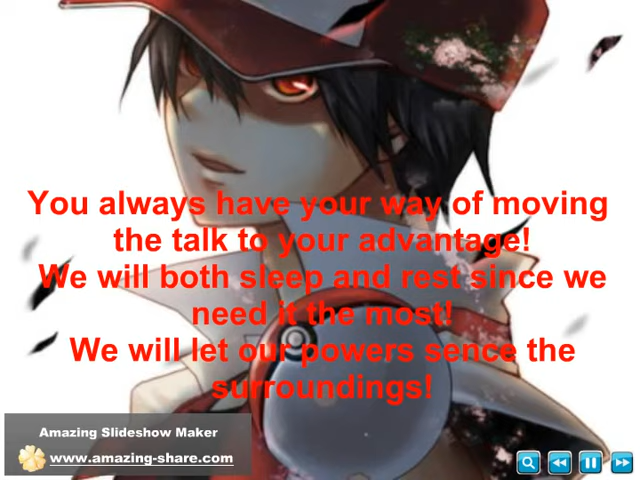 You always have your way of moving
the talk to your advantage!
We will both sleep and rest since we
need it the most!
We will let our powers sence the
surroundings!
Amazing Slideshow Maker
www.amazing-share.com